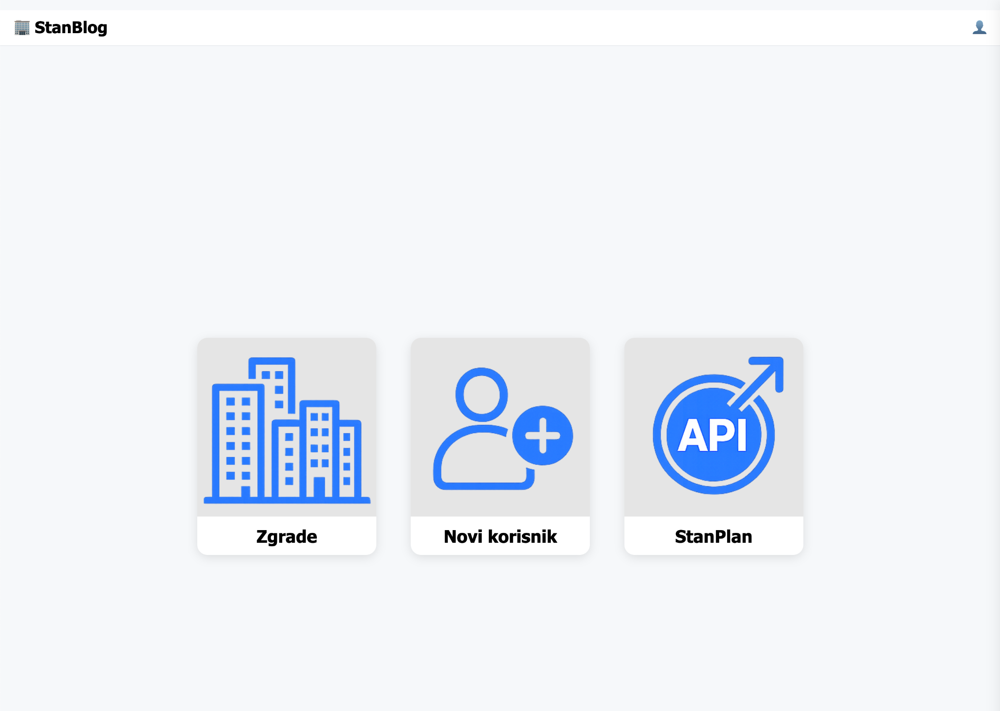 StanBlog
API
Zgrade
Novi korisnik
StanPlan